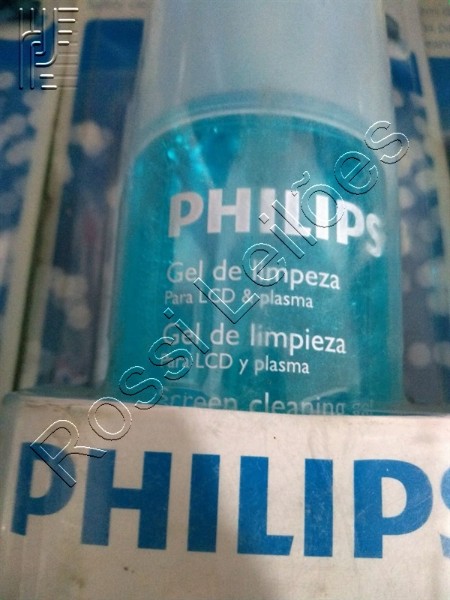 PHILIPS
Gel de limpeza
Para LCD & plasma
Gel de limpieza
Para LCD y plasma
screen cleaning gel
PHILIPS
Rossi Leilões